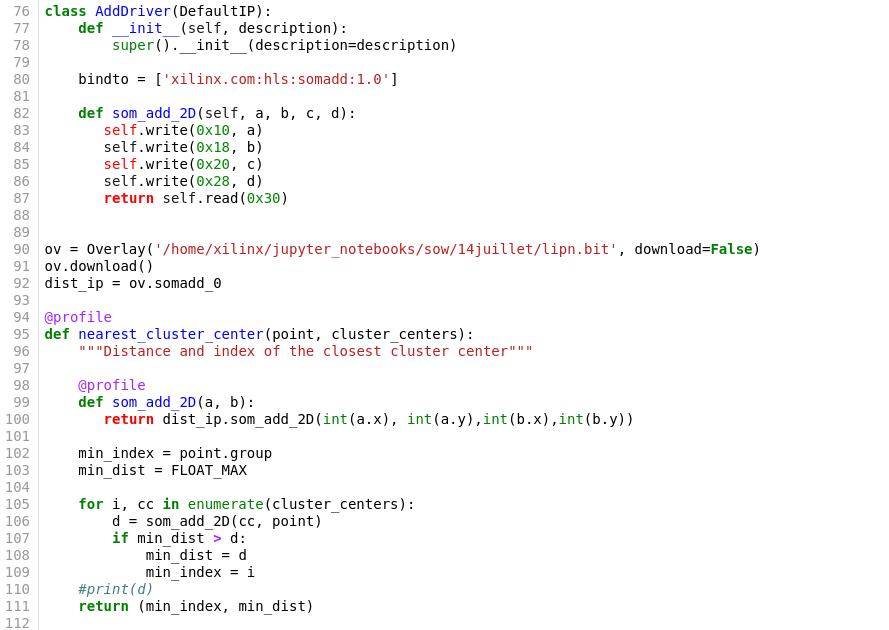 76 class AddDriver(DefaultIP):
77     def __init__(self, description):
78         super().__init__(description=description)
79
80     bindto = ['xilinx.com:hls:somadd:1.0']
81
82     def som_add_2D(self, a, b, c, d):
83        self.write(0x10, a)
84        self.write(0x18, b)
85        self.write(0x20, c)
86        self.write(0x28, d)
87        return self.read(0x30)
88
89
90 ov = Overlay('/home/xilinx/jupyter_notebooks/sow/14juillet/lipn.bit', download=False)
91 ov.download()
92 dist_ip = ov.somadd_0
93
94 @profile
95 def nearest_cluster_center(point, cluster_centers):
96     """Distance and index of the closest cluster center"""
97
98     @profile
99     def som_add_2D(a, b):
100        return dist_ip.som_add_2D(int(a.x), int(a.y),int(b.x),int(b.y))
101
102     min_index = point.group
103     min_dist = FLOAT_MAX
104
105     for i, cc in enumerate(cluster_centers):
106         d = som_add_2D(cc, point)
107         if min_dist > d:
108             min_dist = d
109             min_index = i
110     #print(d)
111     return (min_index, min_dist)
112